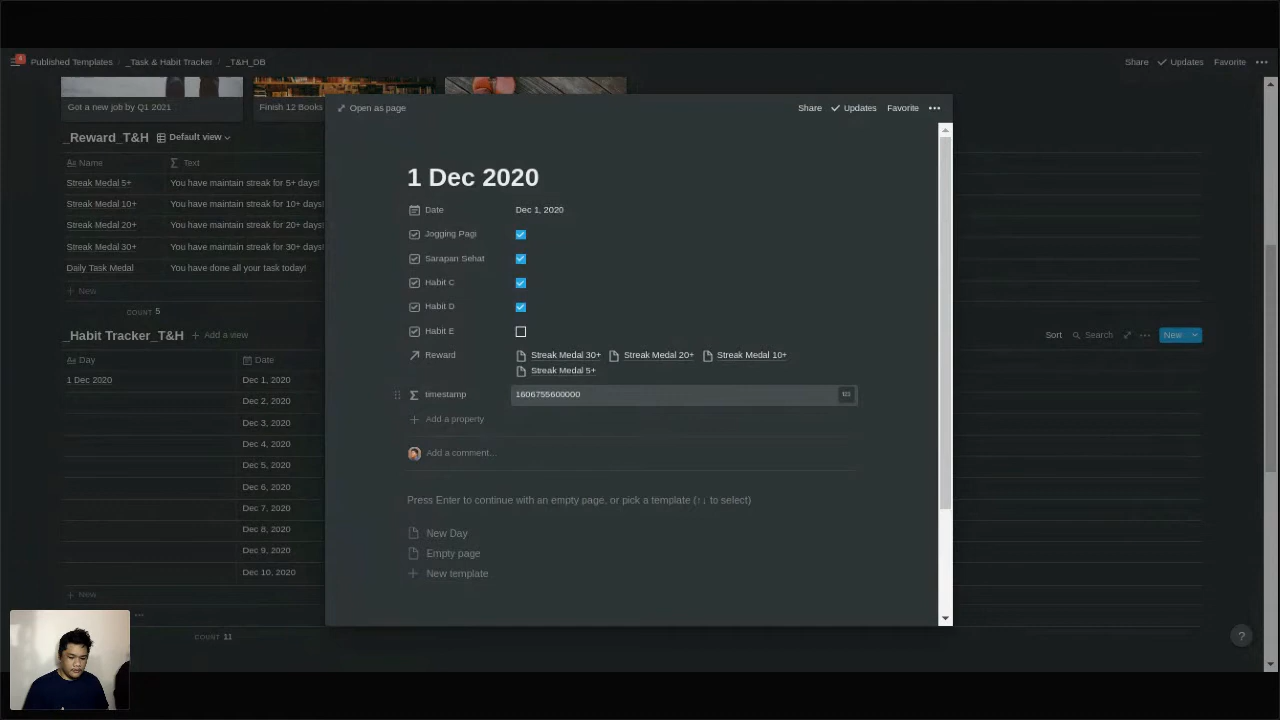 Published Templates / _Task & Habit Tracker / _T&H_DB
Share Updates Favorite
Got a new job by Q1 2021
Finish 12 Books
_Reward_T&H Default view
Aa Name Σ Text
Streak Medal 5+ You have maintain streak for 5+ days!
Streak Medal 10+ You have maintain streak for 10+ days!
Streak Medal 20+ You have maintain streak for 20+ days!
Streak Medal 30+ You have maintain streak for 30+ days!
Daily Task Medal You have done all your task today!
+ New
COUNT 5
_Habit Tracker_T&H + Add a view
Sort Search New
Aa Day Date
1 Dec 2020 Dec 1, 2020
Dec 2, 2020
Dec 3, 2020
Dec 4, 2020
Dec 5, 2020
Dec 6, 2020
Dec 7, 2020
Dec 8, 2020
Dec 9, 2020
Dec 10, 2020
+ New
COUNT 11
Open as page
Share Updates Favorite
1 Dec 2020
Date Dec 1, 2020
Jogging Pagi
Sarapan Sehat
Habit C
Habit D
Habit E
Reward Streak Medal 30+ Streak Medal 20+ Streak Medal 10+
Streak Medal 5+
Σ timestamp 1606755600000 123
+ Add a property
Add a comment...
Press Enter to continue with an empty page, or pick a template (↑↓ to select)
New Day
Empty page
+ New template
?